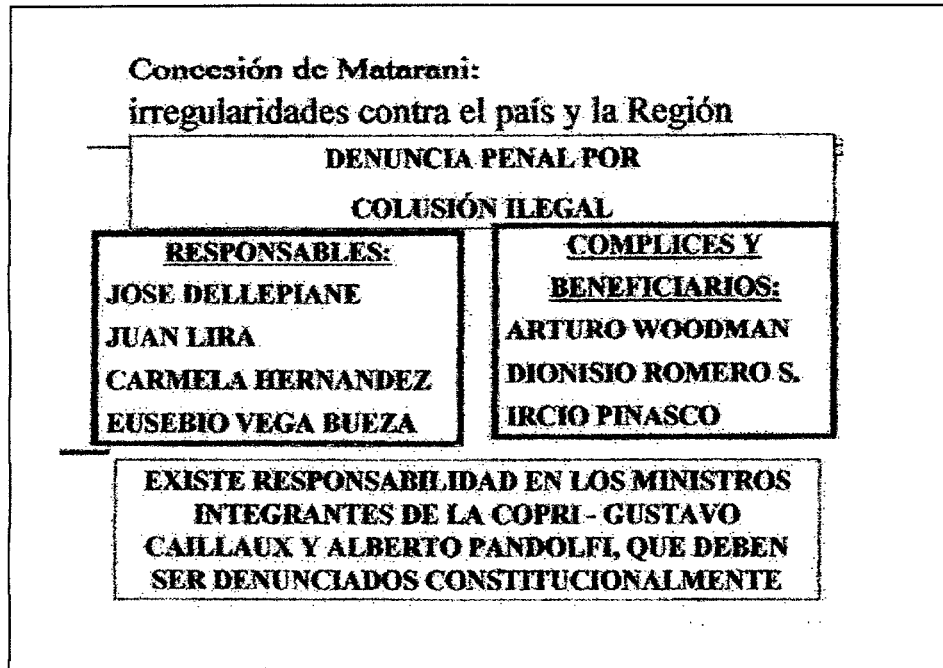 Concesión de Matarani:
irregularidades contra el país y la Región
DENUNCIA PENAL POR
COLUSIÓN ILEGAL
RESPONSABLES:
JOSE DELLEPIANE
JUAN LIRA
CARMELA HERNANDEZ
EUSEBIO VEGA BUEZA
COMPLICES Y
BENEFICIARIOS:
ARTURO WOODMAN
DIONISIO ROMERO S.
IRCIO PINASCO
EXISTE RESPONSABILIDAD EN LOS MINISTROS
INTEGRANTES DE LA COPRI - GUSTAVO
CAILLAUX Y ALBERTO PANDOLFI, QUE DEBEN
SER DENUNCIADOS CONSTITUCIONALMENTE